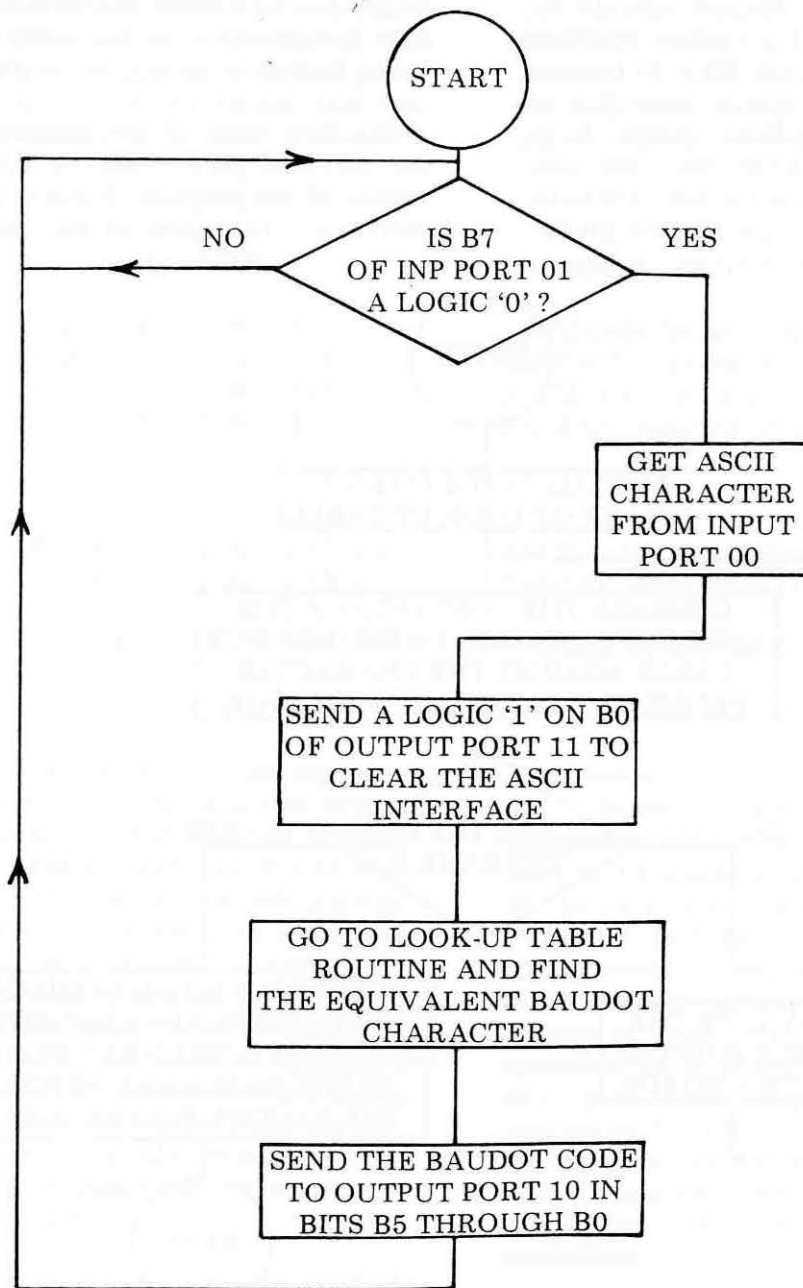 START
NO
IS B7
OF INP PORT 01
A LOGIC ‘0’ ?
YES
GET ASCII
CHARACTER
FROM INPUT
PORT 00
SEND A LOGIC ‘1’ ON B0
OF OUTPUT PORT 11 TO
CLEAR THE ASCII
INTERFACE
GO TO LOOK-UP TABLE
ROUTINE AND FIND
THE EQUIVALENT BAUDOT
CHARACTER
SEND THE BAUDOT CODE
TO OUTPUT PORT 10 IN
BITS B5 THROUGH B0